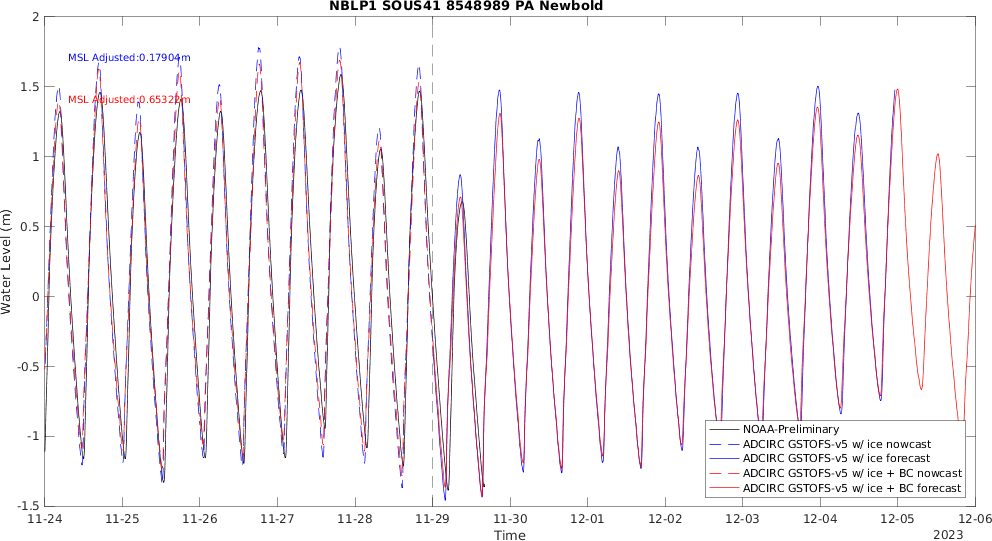 NBLP1 SOUS41 8548989 PA Newbold
2
1.5
1
0.5
0
-0.5
-1
-1.5
Water Level (m)
MSL Adjusted:0.17904m
MSL Adjusted:0.65322m
NOAA-Preliminary
ADCIRC GSTOFS-v5 w/ ice nowcast
ADCIRC GSTOFS-v5 w/ ice forecast
ADCIRC GSTOFS-v5 w/ ice + BC nowcast
ADCIRC GSTOFS-v5 w/ ice + BC forecast
11-24 11-25 11-26 11-27 11-28 11-29 11-30 12-01 12-02 12-03 12-04 12-05 12-06
Time
2023